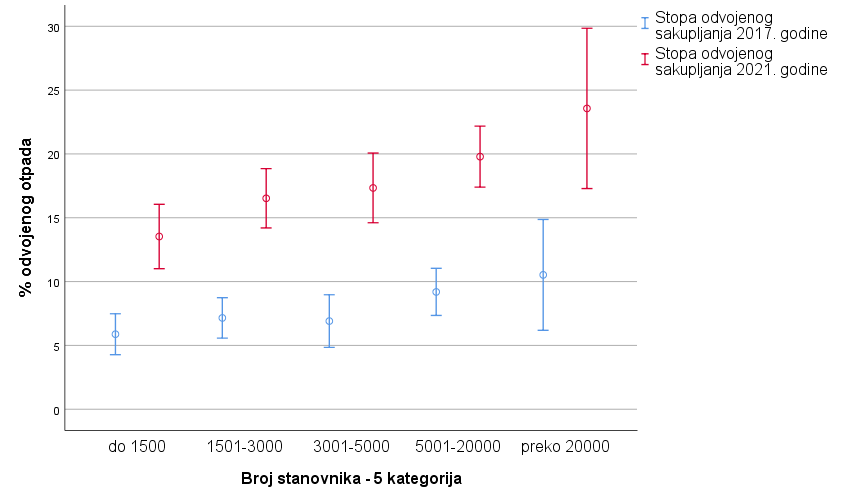 30
25
20
15
10
5
0
% odvojenog otpada
do 1500
1501-3000
3001-5000
5001-20000
preko 20000
Broj stanovnika - 5 kategorija
Stopa odvojenog
sakupljanja 2017. godine
Stopa odvojenog
sakupljanja 2021. godine